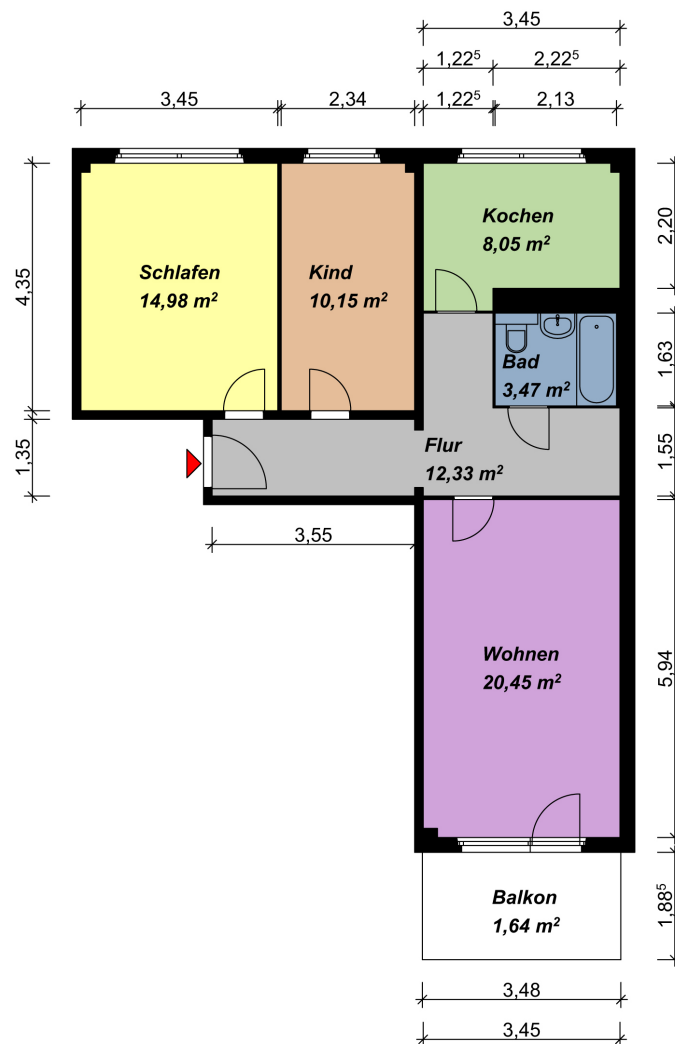 3,45
1,22⁵ 2,22⁵
3,45 2,34 1,22⁵ 2,13
4,35
1,35
2,20
1,63
1,55
5,94
1,88⁵
Schlafen
14,98 m²
Kind
10,15 m²
Kochen
8,05 m²
Bad
3,47 m²
Flur
12,33 m²
3,55
Wohnen
20,45 m²
Balkon
1,64 m²
3,48
3,45